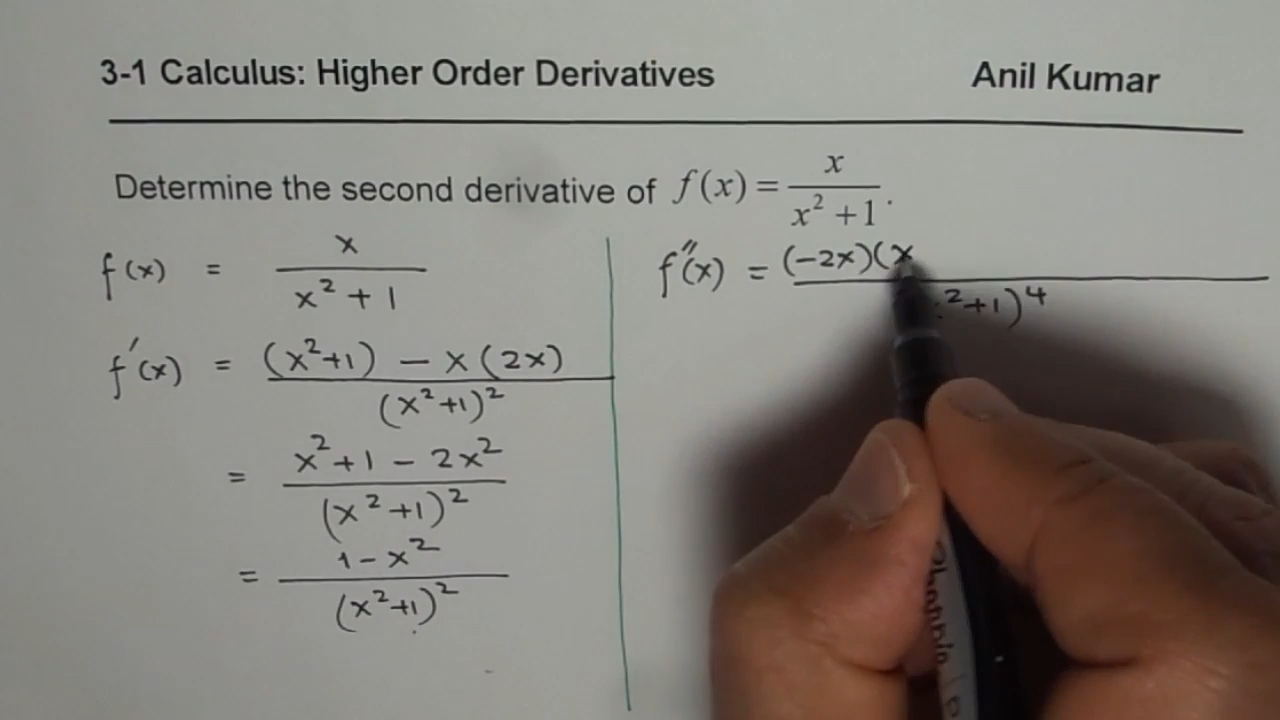 3-1 Calculus: Higher Order Derivatives Anil Kumar
Determine the second derivative of f(x) = x / (x² + 1).
f(x) = x / (x² + 1)
f'(x) = ((x²+1) − x(2x)) / (x²+1)²
= (x²+1 − 2x²) / (x²+1)²
= (1 − x²) / (x²+1)²
f''(x) = (−2x)(x / ²+1)⁴